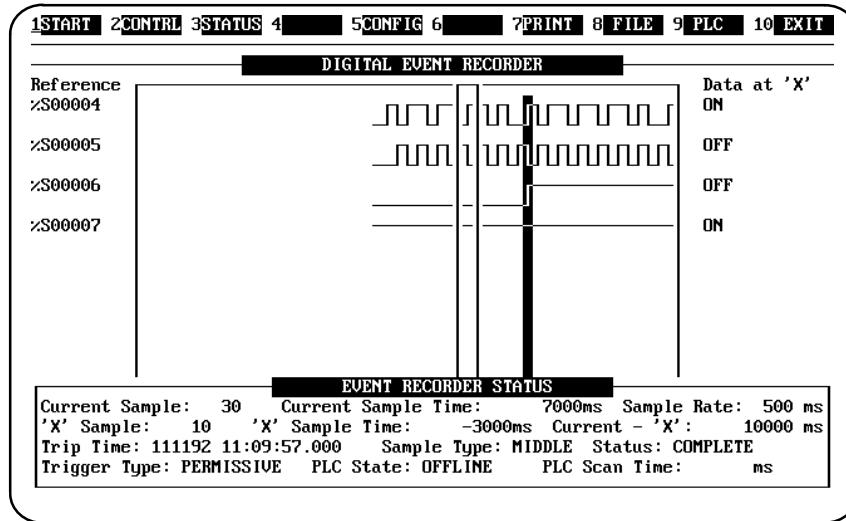 1START 2CONTRL 3STATUS 4 5CONFIG 6 7PRINT 8 FILE 9 PLC 10 EXIT
DIGITAL EVENT RECORDER
Reference Data at 'X'
%S00004 ON
%S00005 OFF
%S00006 OFF
%S00007 ON
EVENT RECORDER STATUS
Current Sample: 30 Current Sample Time: 7000ms Sample Rate: 500 ms
'X' Sample: 10 'X' Sample Time: -3000ms Current - 'X': 10000 ms
Trip Time: 111192 11:09:57.000 Sample Type: MIDDLE Status: COMPLETE
Trigger Type: PERMISSIVE PLC State: OFFLINE PLC Scan Time: ms